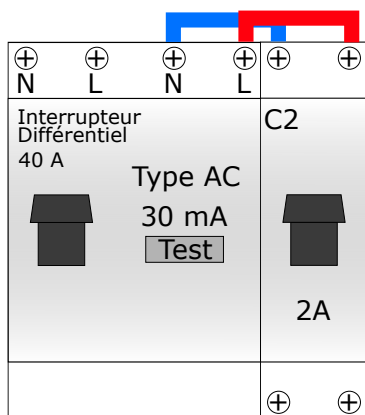 N L N L
Interrupteur
Différentiel
40 A
Type AC
30 mA
Test
C2
2A